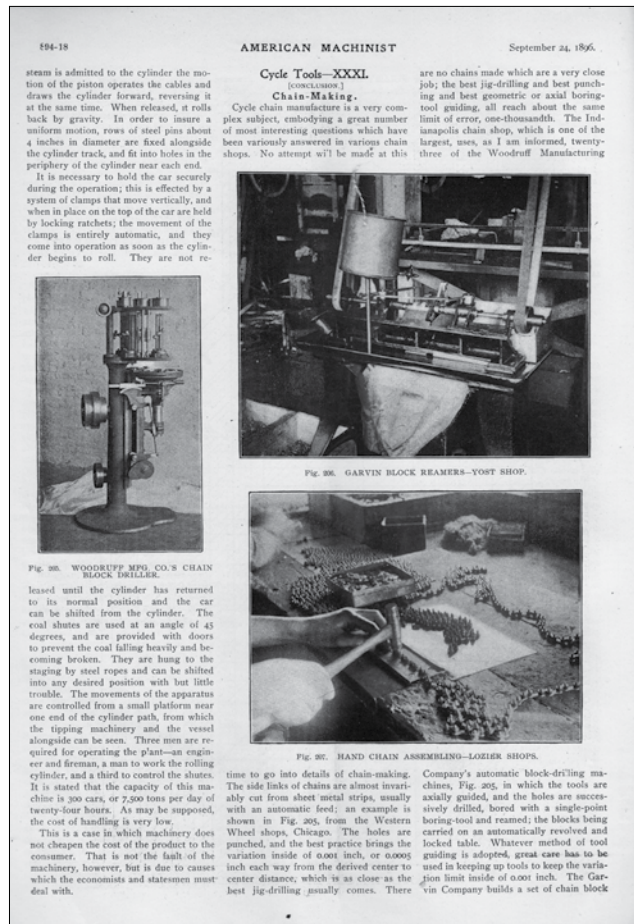 894-18
AMERICAN MACHINIST
September 24, 1896.
steam is admitted to the cylinder the mo-
tion of the piston operates the cables and
draws the cylinder forward, reversing it
at the same time. When released, it rolls
back by gravity. In order to insure a
uniform motion, rows of steel pins about
4 inches in diameter are fixed alongside
the cylinder track, and fit into holes in the
periphery of the cylinder near each end.
It is necessary to hold the car securely
during the operation; this is effected by a
system of clamps that move vertically, and
when in place on the top of the car are held
by locking ratchets; the movement of the
clamps is entirely automatic, and they
come into operation as soon as the cylin-
der begins to roll. They are not re-
Fig. 205. WOODRUFF MFG. CO.'S CHAIN
BLOCK DRILLER.
leased until the cylinder has returned
to its normal position and the car
can be shifted from the cylinder. The
coal shutes are used at an angle of 45
degrees, and are provided with doors
to prevent the coal falling heavily and be-
coming broken. They are hung to the
staging by steel ropes and can be shifted
into any desired position with but little
trouble. The movements of the apparatus
are controlled from a small platform near
one end of the cylinder path, from which
the tipping machinery and the vessel
alongside can be seen. Three men are re-
quired for operating the plant—an engin-
eer and fireman, a man to work the rolling
cylinder, and a third to control the shutes.
It is stated that the capacity of this ma-
chine is 300 cars, or 7,500 tons per day of
twenty-four hours. As may be supposed,
the cost of handling is very low.
This is a case in which machinery does
not cheapen the cost of the product to the
consumer. That is not the fault of the
machinery, however, but is due to causes
which the economists and statesmen must
deal with.
Cycle Tools—XXXI.
[CONCLUSION.]
Chain-Making.
Cycle chain manufacture is a very com-
plex subject, embodying a great number
of most interesting questions which have
been variously answered in various chain
shops. No attempt will be made at this
are no chains made which are a very close
job; the best jig-drilling and best punch-
ing and best geometric or axial boring-
tool guiding, all reach about the same
limit of error, one-thousandth. The Ind-
ianapolis chain shop, which is one of the
largest, uses, as I am informed, twenty-
three of the Woodruff Manufacturing
Fig. 206. GARVIN BLOCK REAMERS—YOST SHOP.
Fig. 207. HAND CHAIN ASSEMBLING—LOZIER SHOPS.
time to go into details of chain-making.
The side links of chains are almost invari-
ably cut from sheet metal strips, usually
with an automatic feed; an example is
shown in Fig. 205, from the Western
Wheel shops, Chicago. The holes are
punched, and the best practice brings the
variation inside of 0.001 inch, or 0.0005
inch each way from the derived center to
center distance, which is as close as the
best jig-drilling usually comes. There
Company's automatic block-drilling ma-
chines, Fig. 205, in which the tools are
axially guided, and the holes are succes-
sively drilled, bored with a single-point
boring-tool and reamed; the blocks being
carried on an automatically revolved and
locked table. Whatever method of tool
guiding is adopted, great care has to be
used in keeping up tools to keep the varia-
tion limit inside of 0.001 inch. The Gar-
vin Company builds a set of chain block